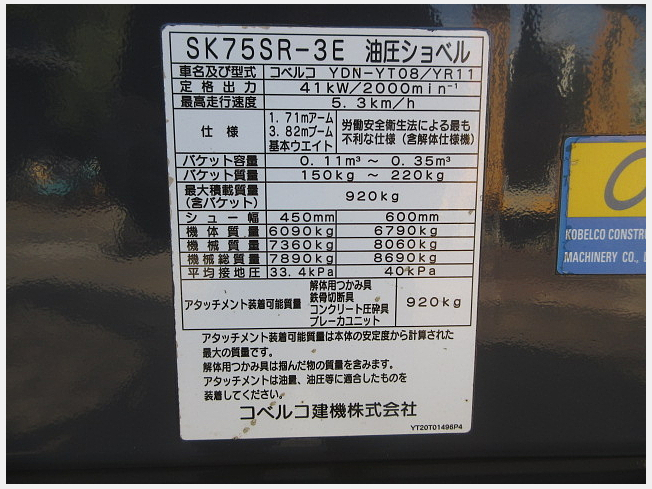 SK75SR-3E 油圧ショベル
車名及び型式 コベルコ YDN-YT08/YR11
定格出力 41kW/2000min⁻¹
最高走行速度 5.3km/h
仕様 1.71mアーム 労働安全衛生法による最も
3.82mブーム 不利な仕様（含解体仕様機）
基本ウエイト
バケット容量 0.11m³ ～ 0.35m³
バケット質量 150kg ～ 220kg
最大積載質量 920kg
（含バケット）
シュー幅 450mm 600mm
機体質量 6090kg 6790kg
機械質量 7360kg 8060kg
機械総質量 7890kg 8690kg
平均接地圧 33.4kPa 40kPa
アタッチメント装着可能質量 解体用つかみ具 920kg
鉄骨切断具
コンクリート圧砕具
ブレーカユニット
アタッチメント装着可能質量は本体の安定度から計算された
最大の質量です。
解体用つかみ具は掴んだ物の質量を含みます。
アタッチメントは油量、油圧等に適合したものを
装着してください。
コベルコ建機株式会社
YT20T01496P4
KOBELCO CONSTR
MACHINERY CO., L